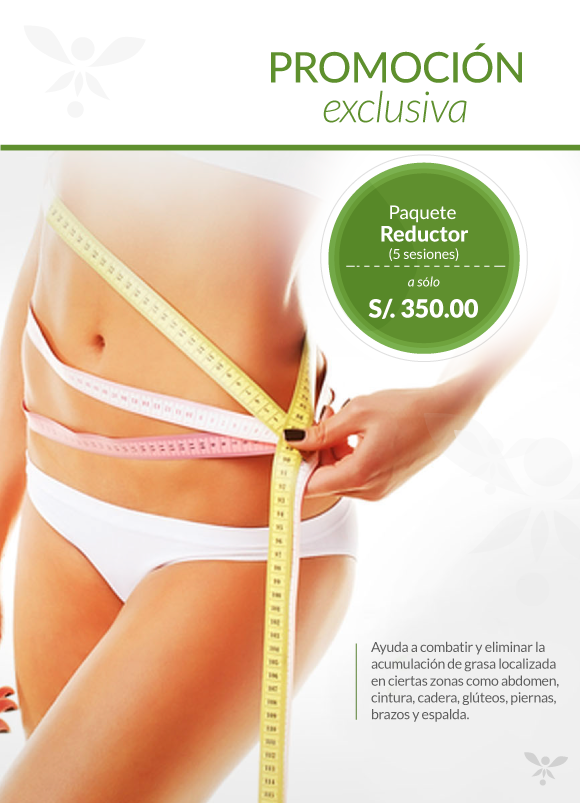 PROMOCIÓN
exclusiva
Paquete
Reductor
(5 sesiones)
a sólo
S/. 350.00
Ayuda a combatir y eliminar la
acumulación de grasa localizada
en ciertas zonas como abdomen,
cintura, cadera, glúteos, piernas,
brazos y espalda.